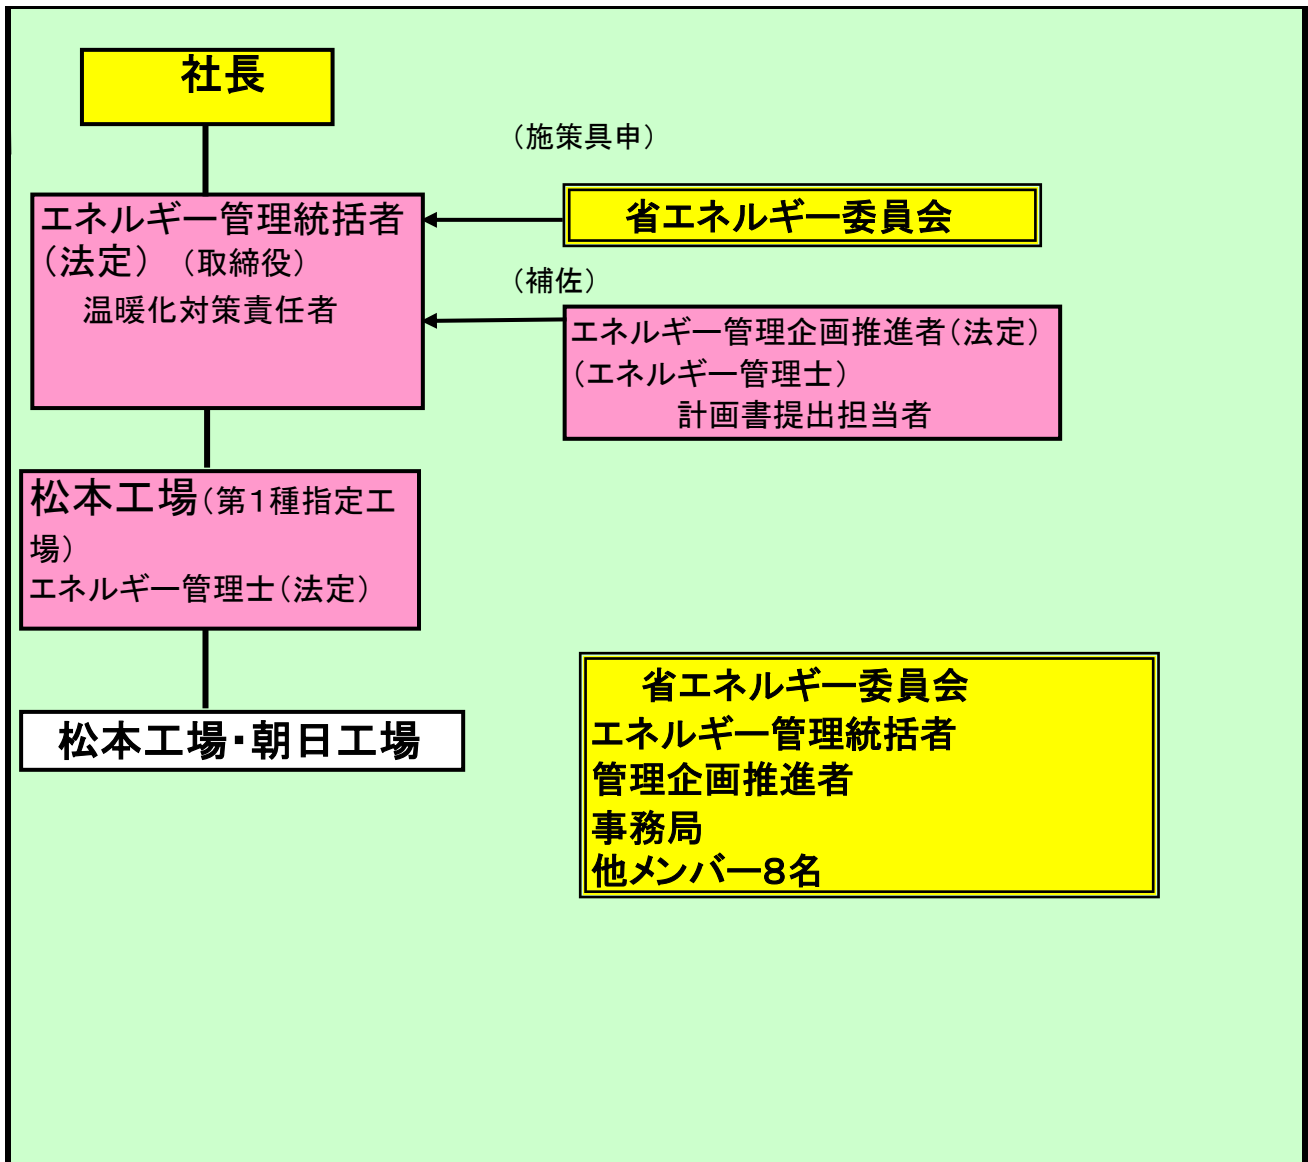 社長
（施策具申）
エネルギー管理統括者
（法定）（取締役）
温暖化対策責任者
省エネルギー委員会
（補佐）
エネルギー管理企画推進者（法定）
（エネルギー管理士）
計画書提出担当者
松本工場（第１種指定工
場）
エネルギー管理士（法定）
松本工場・朝日工場
省エネルギー委員会
エネルギー管理統括者
管理企画推進者
事務局
他メンバー８名